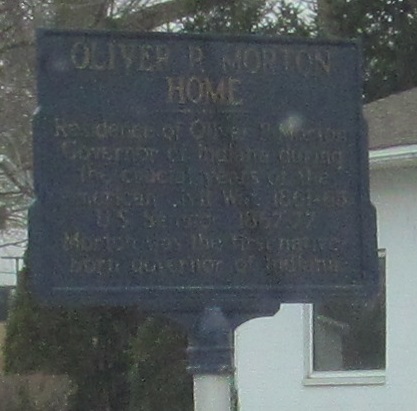 OLIVER P. MORTON
HOME
Residence of Oliver P. Morton
Governor of Indiana during
the crucial years of the
American Civil War 1861-65
U.S. Senator 1867-77
Morton was the first native
born governor of Indiana